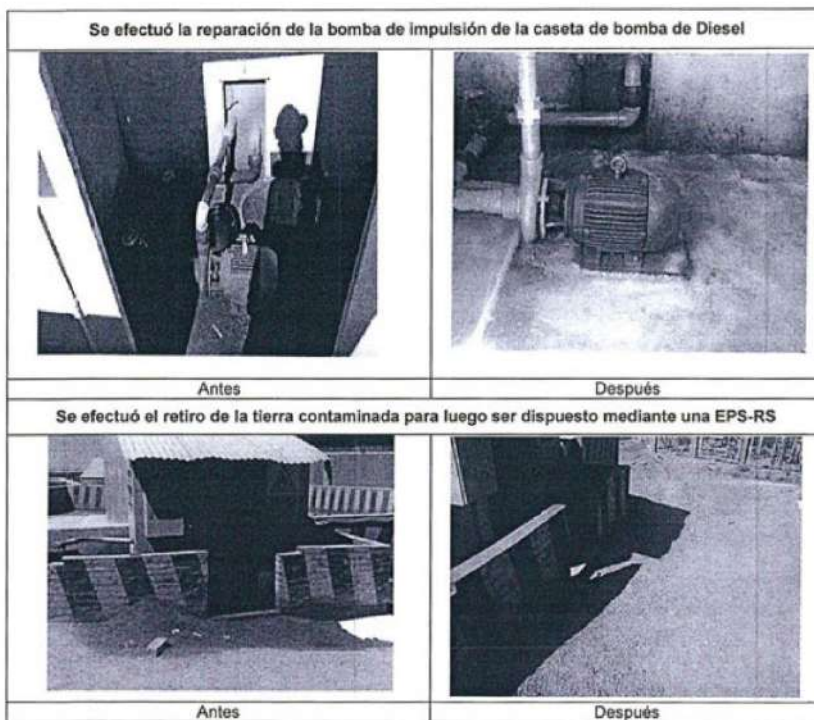 Se efectuó la reparación de la bomba de impulsión de la caseta de bomba de Diesel
Antes
Después
Se efectuó el retiro de la tierra contaminada para luego ser dispuesto mediante una EPS-RS
Antes
Después